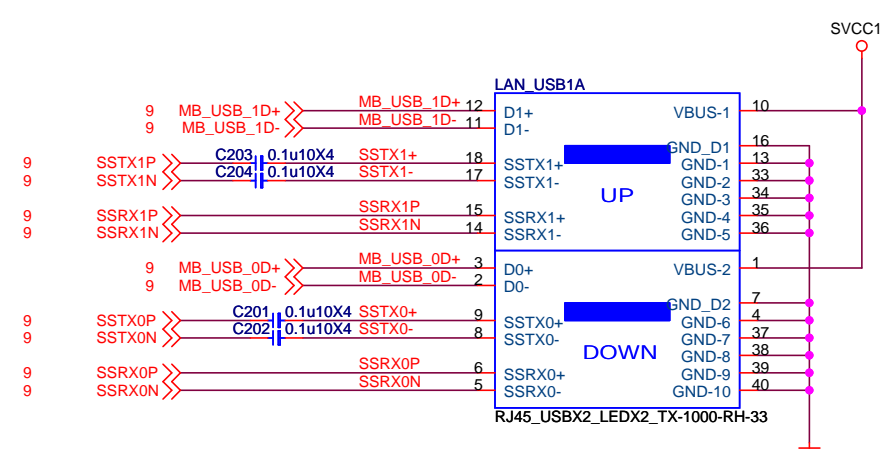 SVCC1
LAN_USB1A
9 MB_USB_1D+ MB_USB_1D+ 12 D1+ VBUS-1 10
9 MB_USB_1D- MB_USB_1D- 11 D1-
GND_D1 16
9 SSTX1P C203 0.1u10X4 SSTX1+ 18 SSTX1+ GND-1 13
9 SSTX1N C204 0.1u10X4 SSTX1- 17 SSTX1- GND-2 33
UP GND-3 34
9 SSRX1P SSRX1P 15 SSRX1+ GND-4 35
9 SSRX1N SSRX1N 14 SSRX1- GND-5 36
9 MB_USB_0D+ MB_USB_0D+ 3 D0+ VBUS-2 1
9 MB_USB_0D- MB_USB_0D- 2 D0-
GND_D2 7
9 SSTX0P C201 0.1u10X4 SSTX0+ 9 SSTX0+ GND-6 4
9 SSTX0N C202 0.1u10X4 SSTX0- 8 SSTX0- GND-7 37
DOWN GND-8 38
9 SSRX0P SSRX0P 6 SSRX0+ GND-9 39
9 SSRX0N SSRX0N 5 SSRX0- GND-10 40
RJ45_USBX2_LEDX2_TX-1000-RH-33